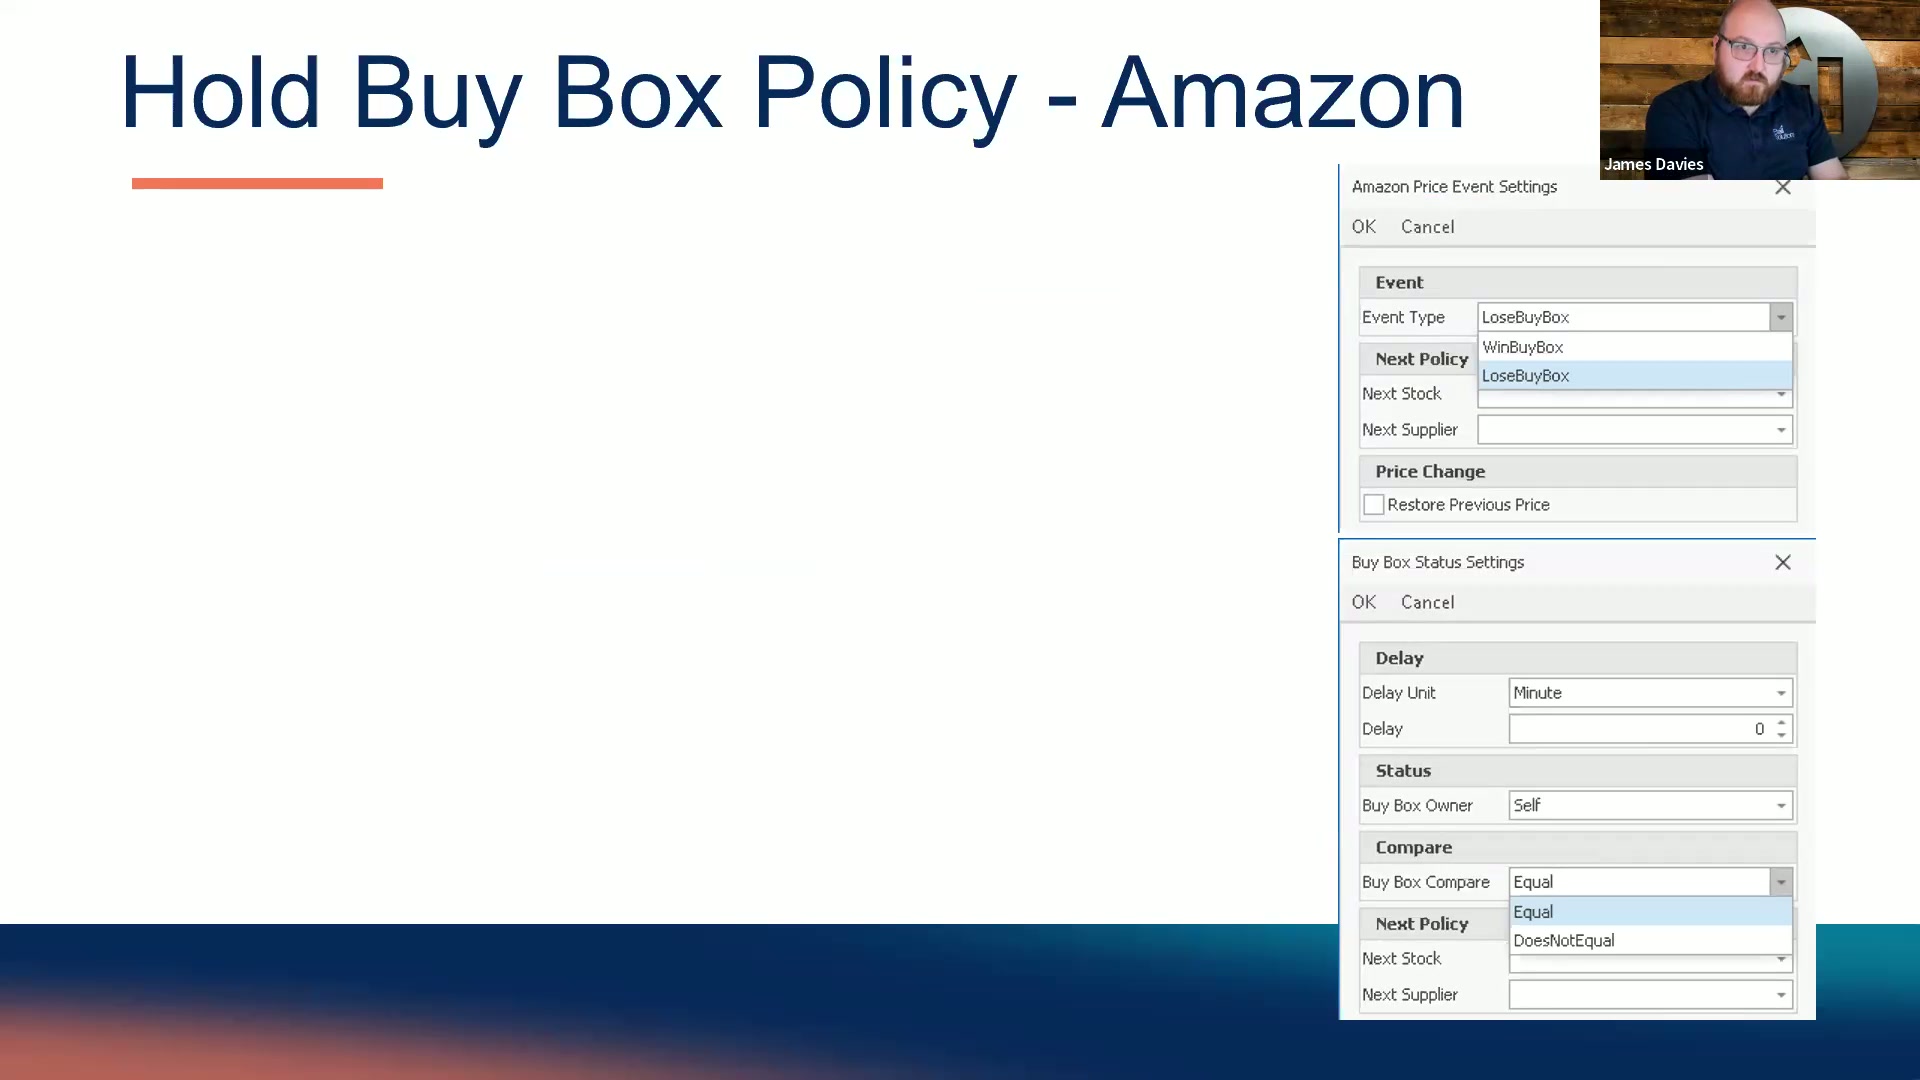 Hold Buy Box Policy - Amazon
James Davies
Amazon Price Event Settings
OK Cancel
Event
Event Type LoseBuyBox
WinBuyBox
Next Policy
LoseBuyBox
Next Stock
Next Supplier
Price Change
Restore Previous Price
Buy Box Status Settings
OK Cancel
Delay
Delay Unit Minute
Delay 0
Status
Buy Box Owner Self
Compare
Buy Box Compare Equal
Equal
Next Policy
DoesNotEqual
Next Stock
Next Supplier